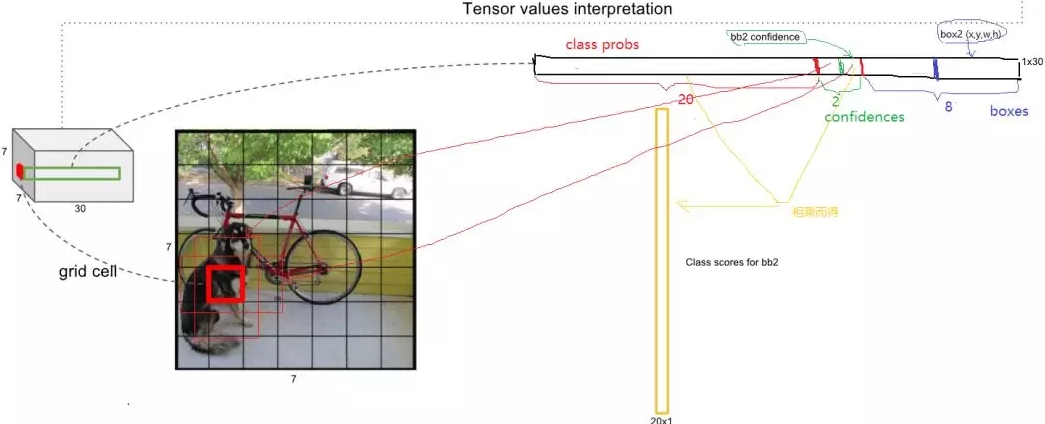 Tensor values interpretation
class probs
bb2 confidence
box2 (x,y,w,h)
1x30
20
2
confidences
8
boxes
7
7
30
grid cell
7
7
相乘而得
Class scores for bb2
20x1